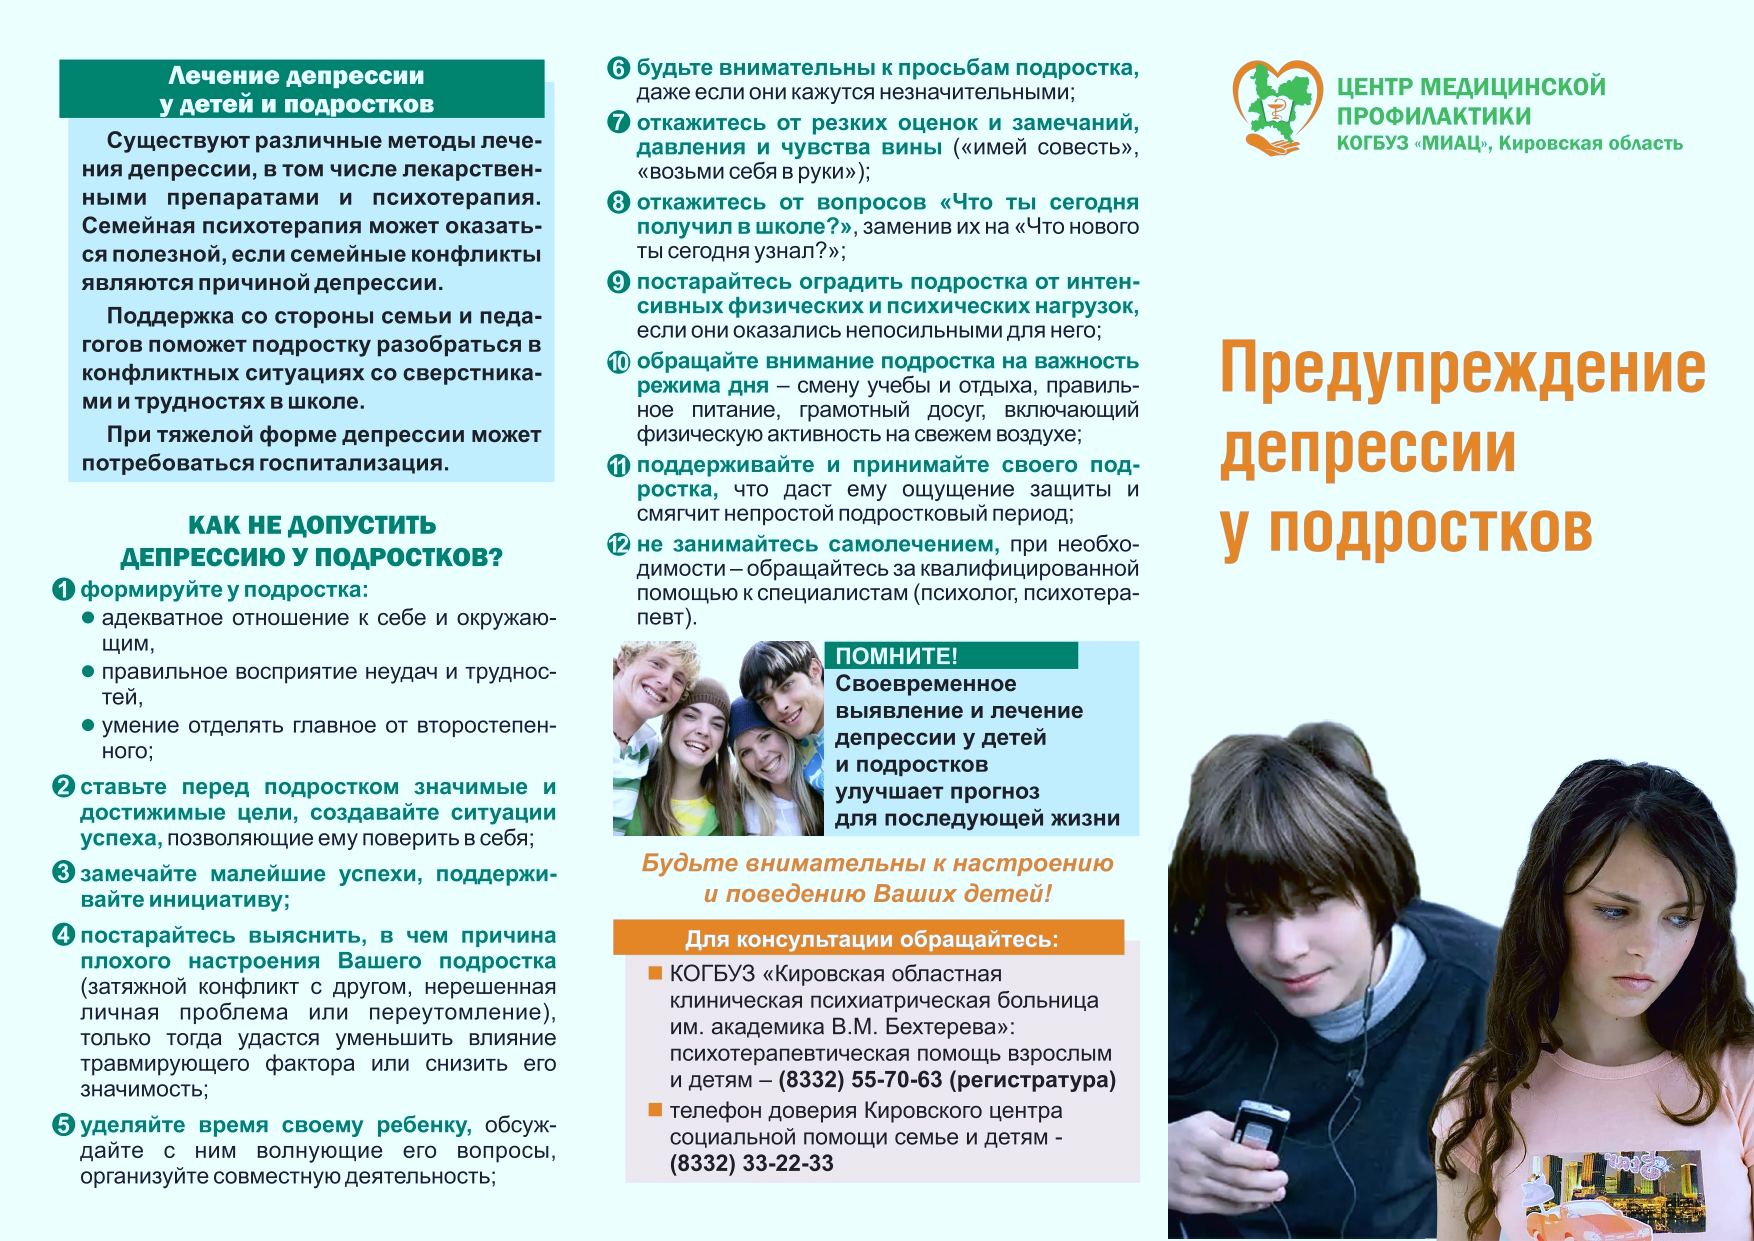 Лечение депрессии
у детей и подростков
Существуют различные методы лече-
ния депрессии, в том числе лекарствен-
ными препаратами и психотерапия.
Семейная психотерапия может оказать-
ся полезной, если семейные конфликты
являются причиной депрессии.
Поддержка со стороны семьи и педа-
гогов поможет подростку разобраться в
конфликтных ситуациях со сверстника-
ми и трудностях в школе.
При тяжелой форме депрессии может
потребоваться госпитализация.
КАК НЕ ДОПУСТИТЬ
ДЕПРЕССИЮ У ПОДРОСТКОВ?
1 формируйте у подростка:
● адекватное отношение к себе и окружаю-
щим,
● правильное восприятие неудач и труднос-
тей,
● умение отделять главное от второстепен-
ного;
2 ставьте перед подростком значимые и
достижимые цели, создавайте ситуации
успеха, позволяющие ему поверить в себя;
3 замечайте малейшие успехи, поддержи-
вайте инициативу;
4 постарайтесь выяснить, в чем причина
плохого настроения Вашего подростка
(затяжной конфликт с другом, нерешенная
личная проблема или переутомление),
только тогда удастся уменьшить влияние
травмирующего фактора или снизить его
значимость;
5 уделяйте время своему ребенку, обсуж-
дайте с ним волнующие его вопросы,
организуйте совместную деятельность;
6 будьте внимательны к просьбам подростка,
даже если они кажутся незначительными;
7 откажитесь от резких оценок и замечаний,
давления и чувства вины («имей совесть»,
«возьми себя в руки»);
8 откажитесь от вопросов «Что ты сегодня
получил в школе?», заменив их на «Что нового
ты сегодня узнал?»;
9 постарайтесь оградить подростка от интен-
сивных физических и психических нагрузок,
если они оказались непосильными для него;
10 обращайте внимание подростка на важность
режима дня – смену учебы и отдыха, правиль-
ное питание, грамотный досуг, включающий
физическую активность на свежем воздухе;
11 поддерживайте и принимайте своего под-
ростка, что даст ему ощущение защиты и
смягчит непростой подростковый период;
12 не занимайтесь самолечением, при необхо-
димости – обращайтесь за квалифицированной
помощью к специалистам (психолог, психотера-
певт).
ПОМНИТЕ!
Своевременное
выявление и лечение
депрессии у детей
и подростков
улучшает прогноз
для последующей жизни
Будьте внимательны к настроению
и поведению Ваших детей!
Для консультации обращайтесь:
КОГБУЗ «Кировская областная
клиническая психиатрическая больница
им. академика В.М. Бехтерева»:
психотерапевтическая помощь взрослым
и детям – (8332) 55-70-63 (регистратура)
телефон доверия Кировского центра
социальной помощи семье и детям -
(8332) 33-22-33
ЦЕНТР МЕДИЦИНСКОЙ
ПРОФИЛАКТИКИ
КОГБУЗ «МИАЦ», Кировская область
Предупреждение
депрессии
у подростков